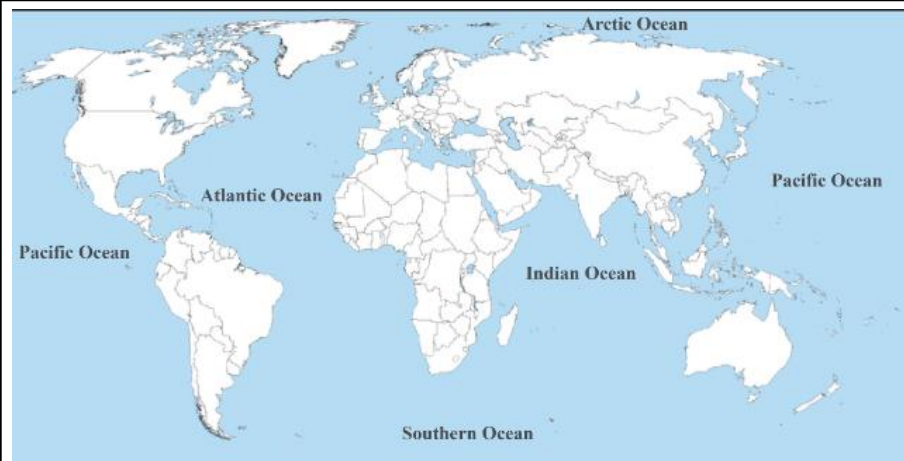 Arctic Ocean
Pacific Ocean
Atlantic Ocean
Pacific Ocean
Indian Ocean
Southern Ocean